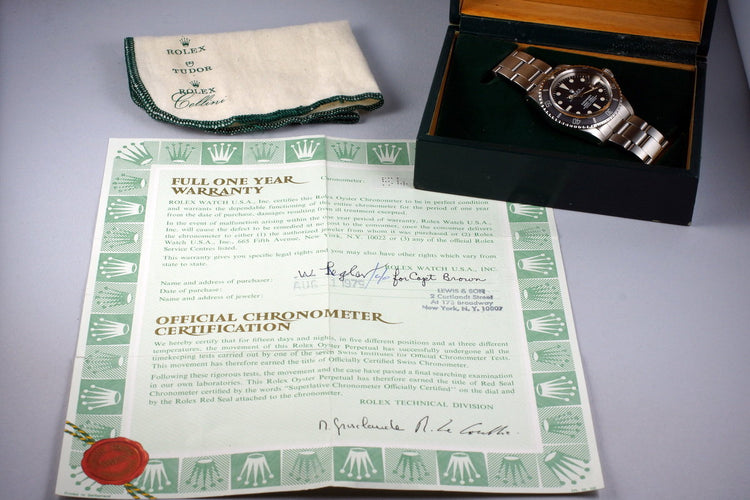 ROLEX
TUDOR
ROLEX
Cellini
FULL ONE YEAR
WARRANTY
Chronometer:
ROLEX WATCH U.S.A., Inc. certifies this Rolex Oyster Chronometer to be in perfect condition
and warrants the dependable functioning of this entire chronometer for the period of one year
from the date of purchase, damages resulting from ill treatment excepted.
In the event of malfunction arising within the one year period of warranty, Rolex Watch U.S.A.,
Inc. will cause the defect to be remedied at no cost to the owner, once the consumer delivers
the chronometer to either (1) the authorized jeweler from whom it was purchased or (2) Rolex
Watch U.S.A., Inc., 665 Fifth Avenue, New York, N.Y. 10022 or (3) any of the official Rolex
Service Centres listed.
This warranty gives you specific legal rights and you may also have other rights which vary from
state to state.
ROLEX WATCH U.S.A., INC
Name and address of purchaser: W. for Capt Brown
Date of purchase: AUG 1979
Name and address of jeweler:
LEWIS & SON
2 Cortlandt Street
At 173 Broadway
New York, N. Y. 10007
OFFICIAL CHRONOMETER
CERTIFICATION
We hereby certify that for fifteen days and nights, in five different positions and at three different
temperatures, the movement of this Rolex Oyster Perpetual has successfully undergone all the
timekeeping tests carried out by one of the seven Swiss Institutes for Official Chronometer Tests.
This movement has therefore earned the title of Officially Certified Swiss Chronometer.
Following these rigorous tests, the movement and the case have passed a final searching examination
in our own laboratories. This Rolex Oyster Perpetual has therefore earned the title of Red Seal
Chronometer certified by the words "Superlative Chronometer Officially Certified" on the dial and
by the Rolex Red Seal attached to the chronometer.
ROLEX TECHNICAL DIVISION